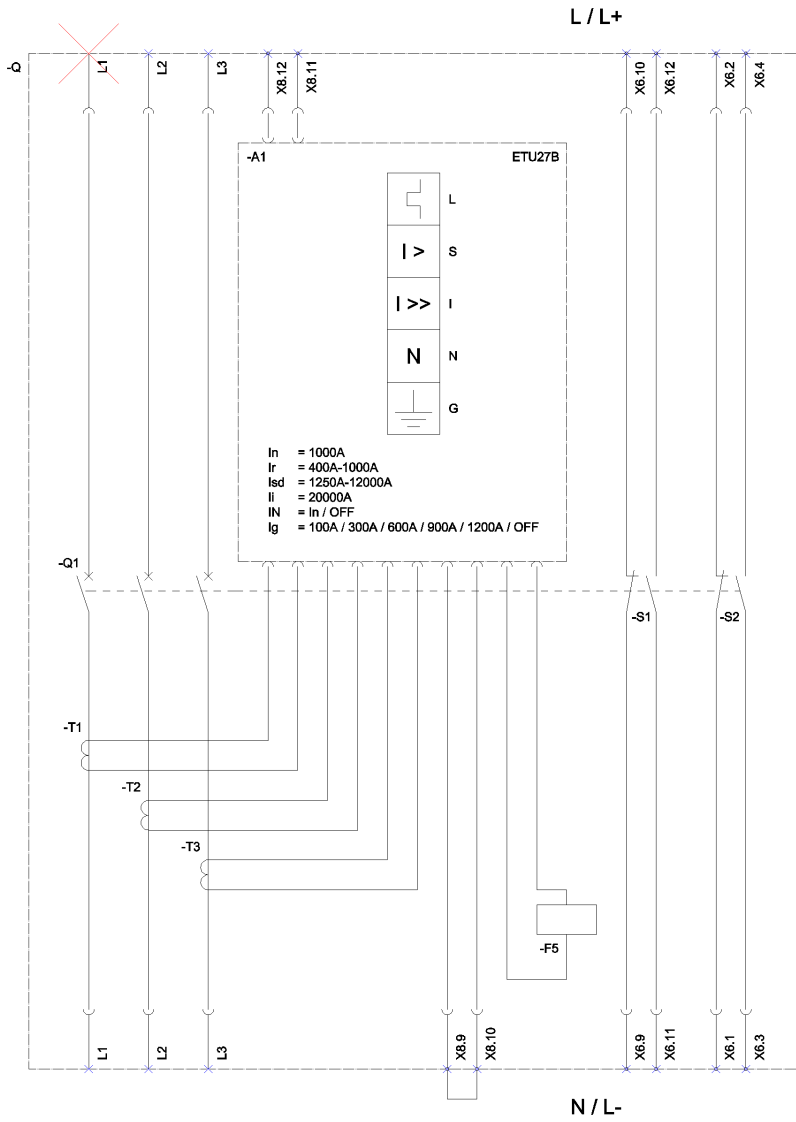 L / L+
-Q
L1
L2
L3
X8.12
X8.11
X6.10
X6.12
X6.2
X6.4
-A1
ETU27B
L
I > S
I >> I
N N
G
In = 1000A
Ir = 400A-1000A
Isd = 1250A-12000A
Ii = 20000A
IN = In / OFF
Ig = 100A / 300A / 600A / 900A / 1200A / OFF
-Q1
-S1
-S2
-T1
-T2
-T3
-F5
L1
L2
L3
X8.9
X8.10
X6.9
X6.11
X6.1
X6.3
N / L-